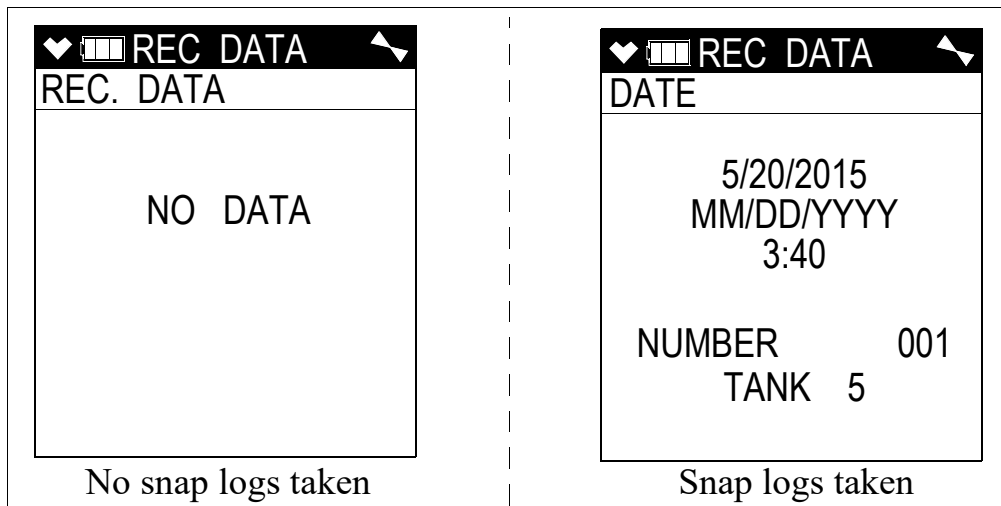 REC DATA
REC. DATA
NO DATA
No snap logs taken
REC DATA
DATE
5/20/2015
MM/DD/YYYY
3:40
NUMBER 001
TANK 5
Snap logs taken